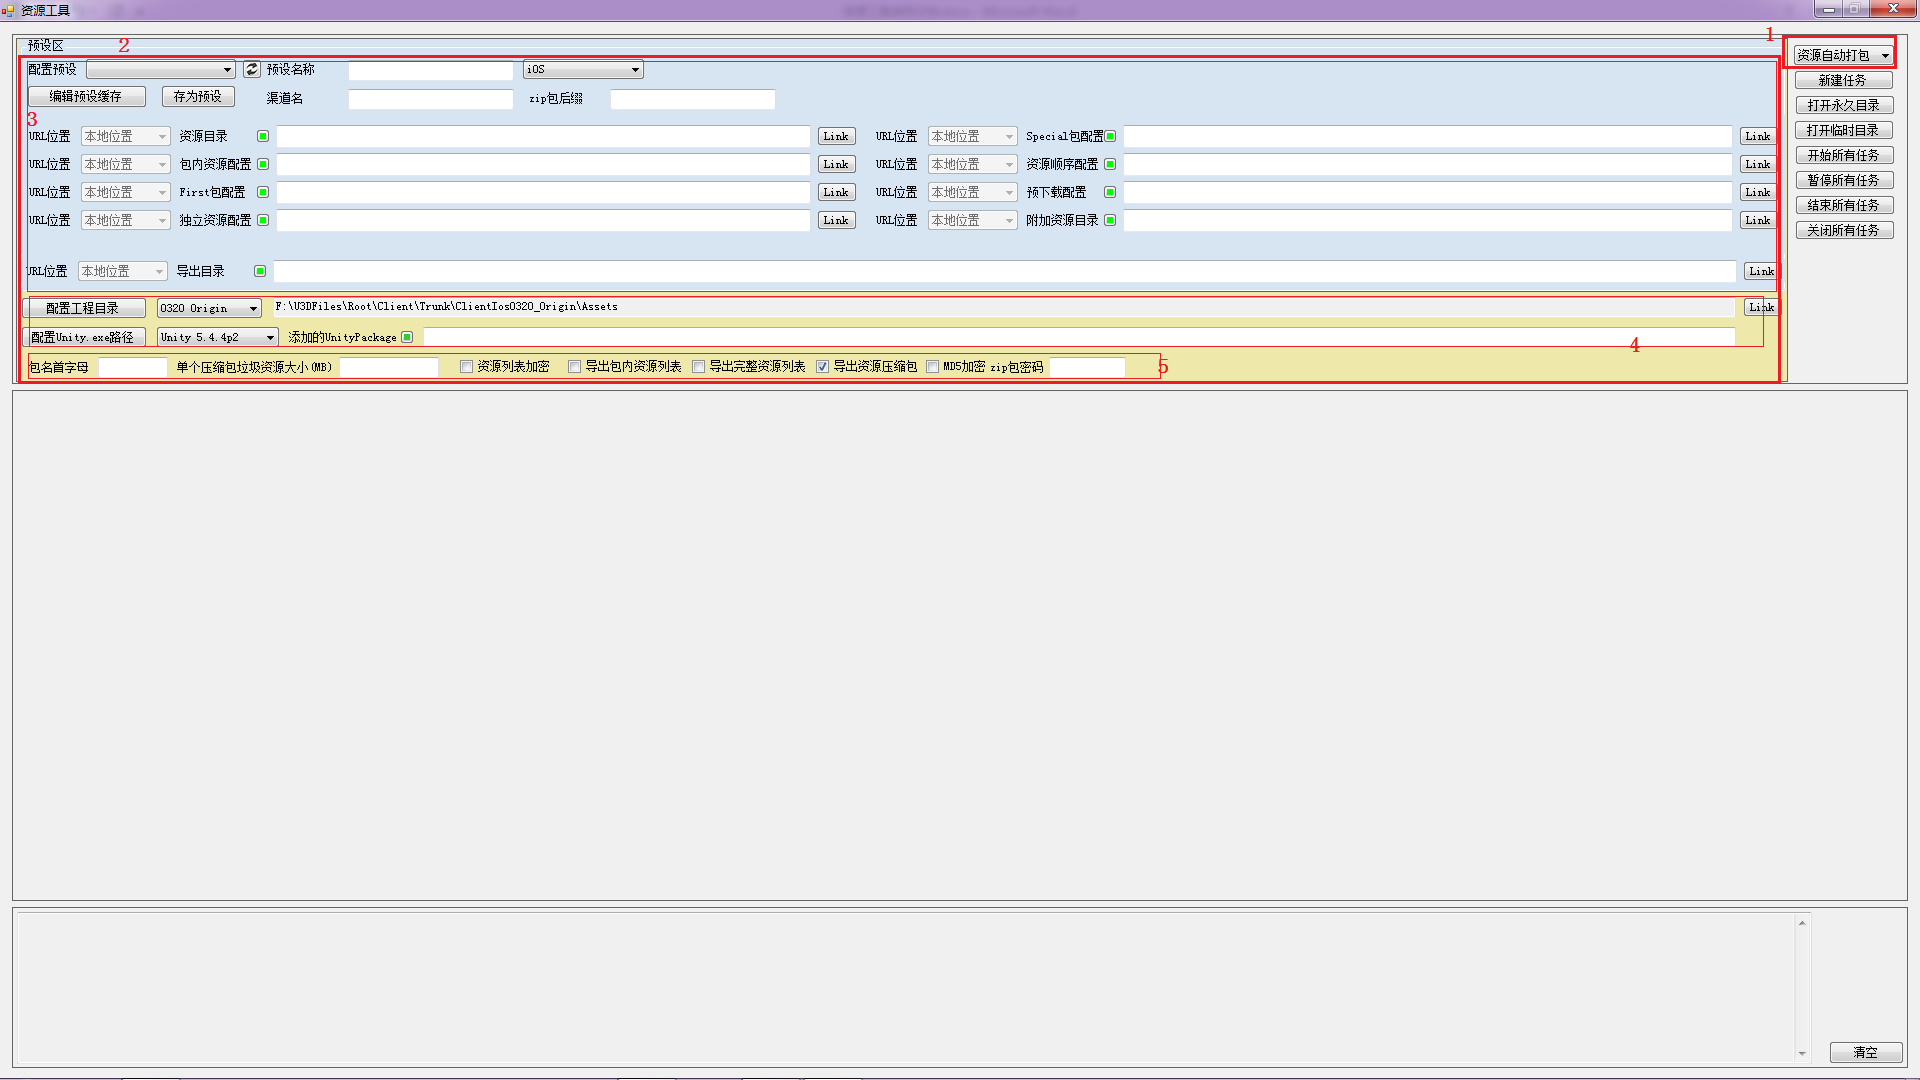 资源工具
1
预设区 2
资源自动打包
配置预设 预设名称 iOS
新建任务
编辑预设缓存 存为预设 渠道名 zip包后缀
打开永久目录
3
打开临时目录
URL位置 本地位置 资源目录 Link URL位置 本地位置 Special包配置 Link
开始所有任务
URL位置 本地位置 包内资源配置 Link URL位置 本地位置 资源顺序配置 Link
暂停所有任务
URL位置 本地位置 First包配置 Link URL位置 本地位置 预下载配置 Link
结束所有任务
URL位置 本地位置 独立资源配置 Link URL位置 本地位置 附加资源目录 Link
关闭所有任务
URL位置 本地位置 导出目录 Link
配置工程目录 0320 Origin F:\U3DFiles\Root\Client\Trunk\ClientIos0320_Origin\Assets Link
配置Unity.exe路径 Unity 5.4.4p2 添加的UnityPackage
4
包名首字母 单个压缩包垃圾资源大小(MB) 资源列表加密 导出包内资源列表 导出完整资源列表 导出资源压缩包 MD5加密 zip包密码 5
清空